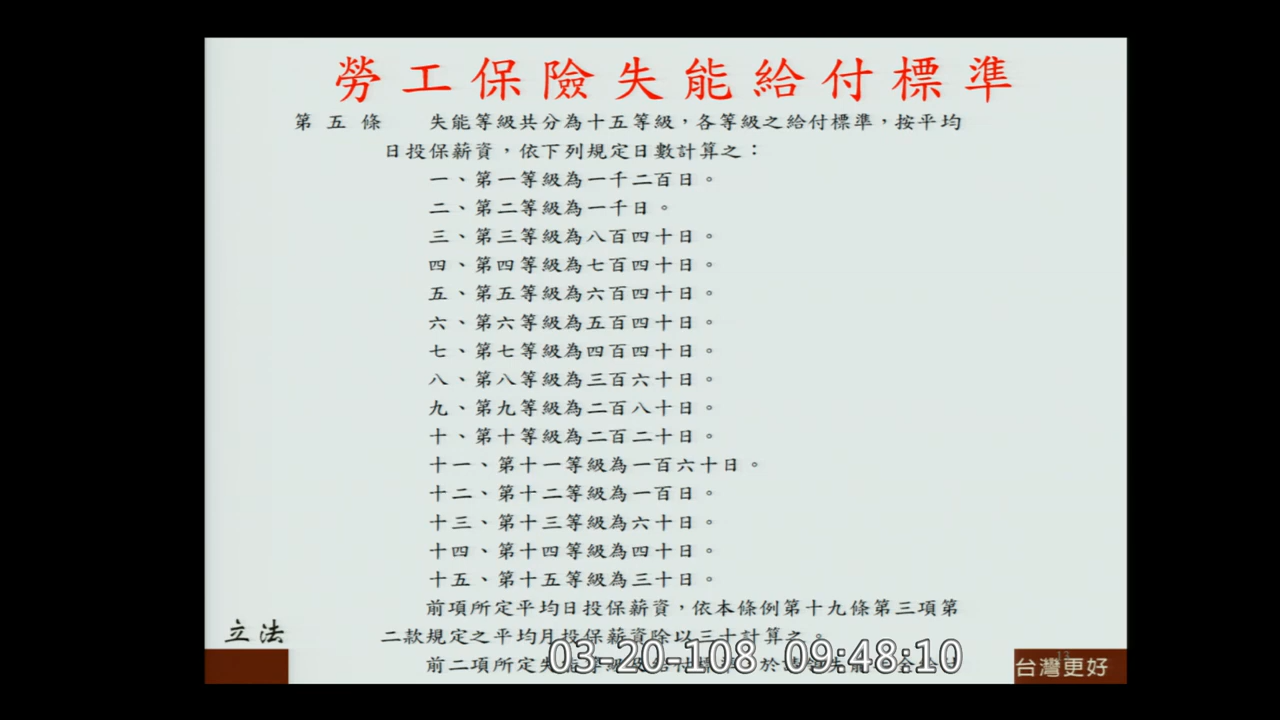 勞工保險失能給付標準
第五條 失能等級共分為十五等級，各等級之給付標準，按平均
日投保薪資，依下列規定日數計算之：
一、第一等級為一千二百日。
二、第二等級為一千日。
三、第三等級為八百四十日。
四、第四等級為七百四十日。
五、第五等級為六百四十日。
六、第六等級為五百四十日。
七、第七等級為四百四十日。
八、第八等級為三百六十日。
九、第九等級為二百八十日。
十、第十等級為二百二十日。
十一、第十一等級為一百六十日。
十二、第十二等級為一百日。
十三、第十三等級為六十日。
十四、第十四等級為四十日。
十五、第十五等級為三十日。
前項所定平均日投保薪資，依本條例第十九條第三項第
二款規定之平均月投保薪資除以三十計算之。
前二項所定失能等級
立法
03-20-108 09:48:10
台灣更好